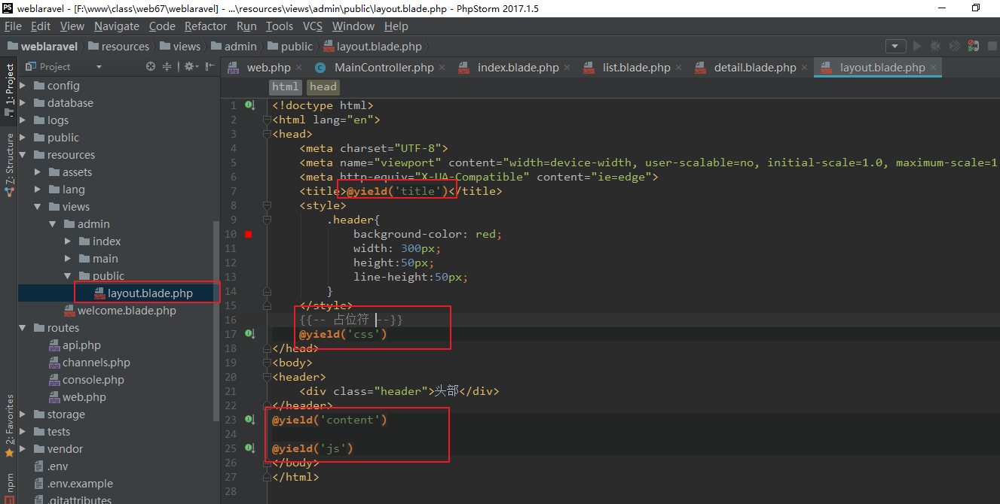 weblaravel - [F:\www\class\web67\weblaravel] - ...\resources\views\admin\public\layout.blade.php - PhpStorm 2017.1.5
File Edit View Navigate Code Refactor Run Tools VCS Window Help
weblaravel resources views admin public layout.blade.php
Project
web.php MainController.php index.blade.php list.blade.php detail.blade.php layout.blade.php
html head
1: Project
7: Structure
2: Favorites
npm
config
database
logs
public
resources
assets
lang
views
admin
index
main
public
layout.blade.php
welcome.blade.php
routes
api.php
channels.php
console.php
web.php
storage
tests
vendor
.env
.env.example
.gitattributes
1 <!doctype html>
2 <html lang="en">
3 <head>
4 <meta charset="UTF-8">
5 <meta name="viewport" content="width=device-width, user-scalable=no, initial-scale=1.0, maximum-scale=1
6 <meta http-equiv="X-UA-Compatible" content="ie=edge">
7 <title>@yield('title')</title>
8 <style>
9 .header{
10 background-color: red;
11 width: 300px;
12 height:50px;
13 line-height:50px;
14 }
15 </style>
16 {{-- 占位符 --}}
17 @yield('css')
18 </head>
19 <body>
20 <header>
21 <div class="header">头部</div>
22 </header>
23 @yield('content')
24
25 @yield('js')
26 </body>
27 </html>
28